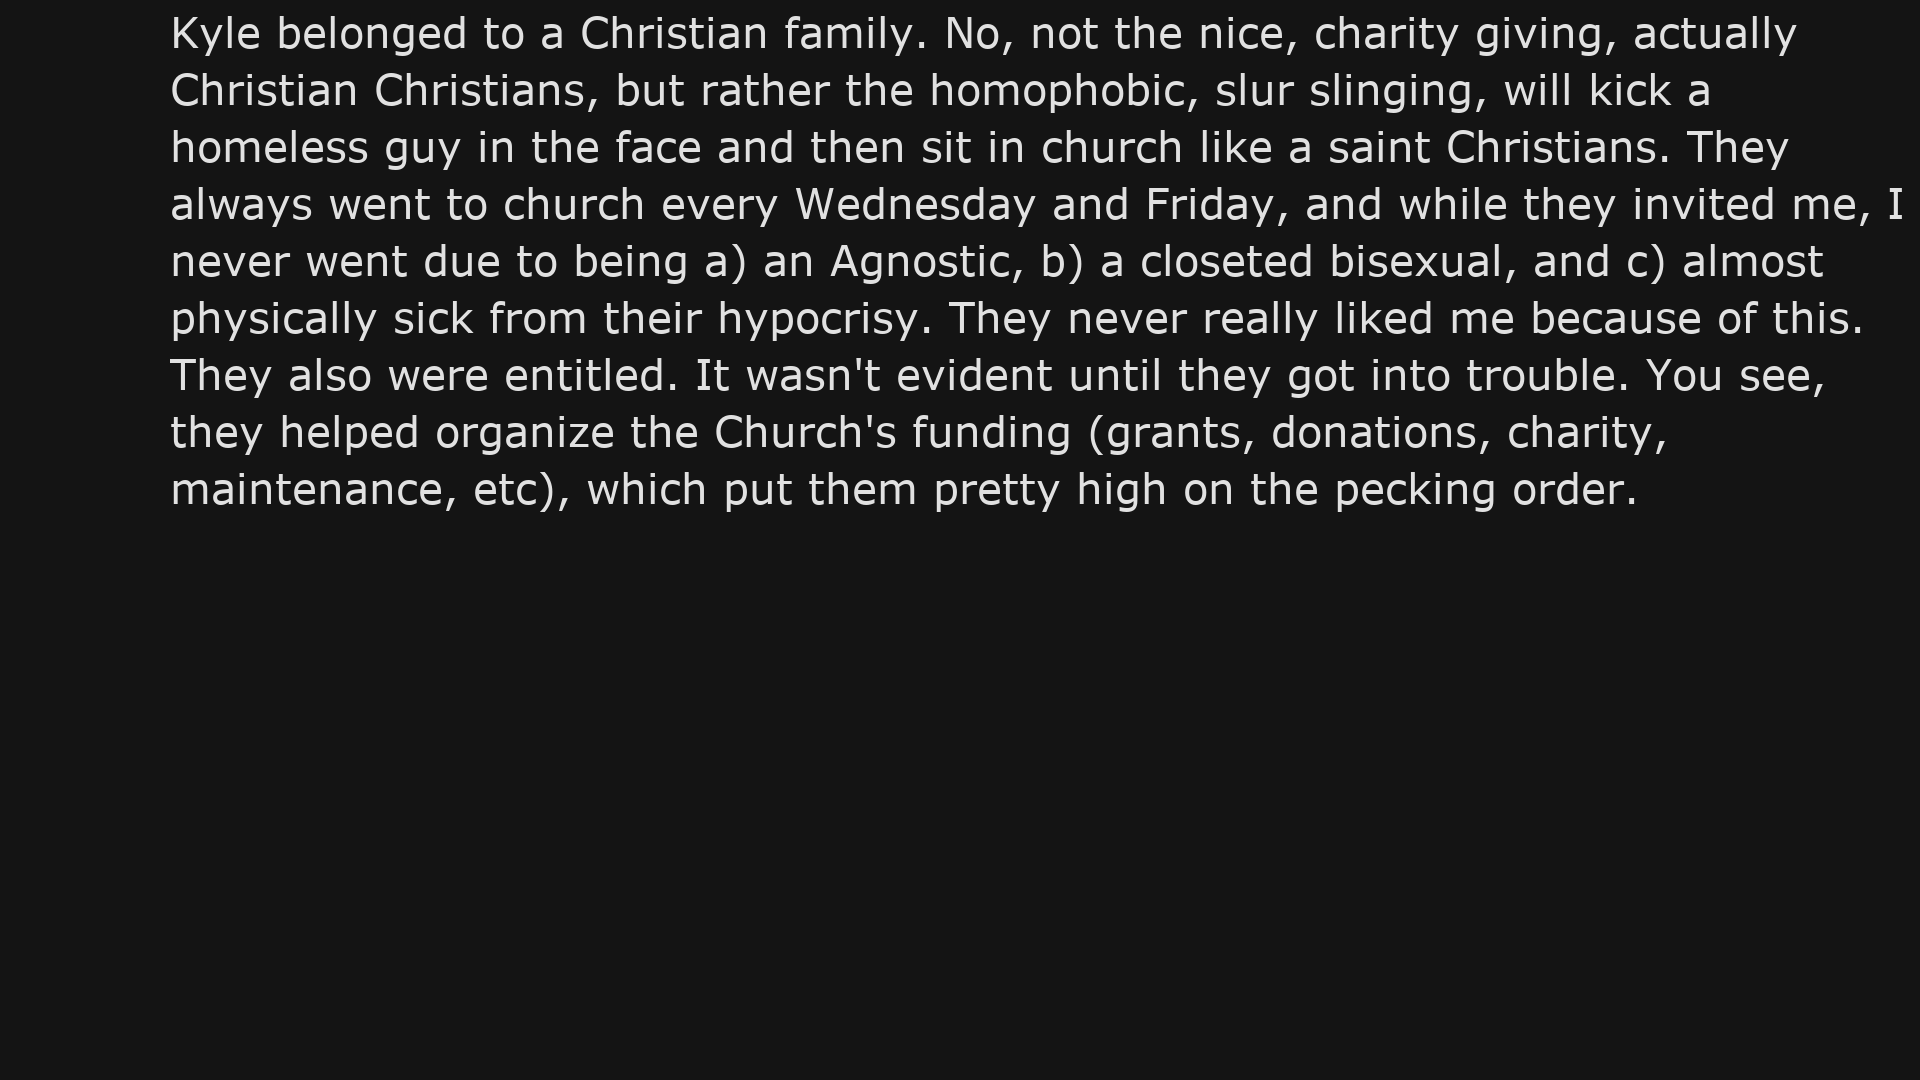 Kyle belonged to a Christian family. No, not the nice, charity giving, actually
Christian Christians, but rather the homophobic, slur slinging, will kick a
homeless guy in the face and then sit in church like a saint Christians. They
always went to church every Wednesday and Friday, and while they invited me, I
never went due to being a) an Agnostic, b) a closeted bisexual, and c) almost
physically sick from their hypocrisy. They never really liked me because of this.
They also were entitled. It wasn't evident until they got into trouble. You see,
they helped organize the Church's funding (grants, donations, charity,
maintenance, etc), which put them pretty high on the pecking order.